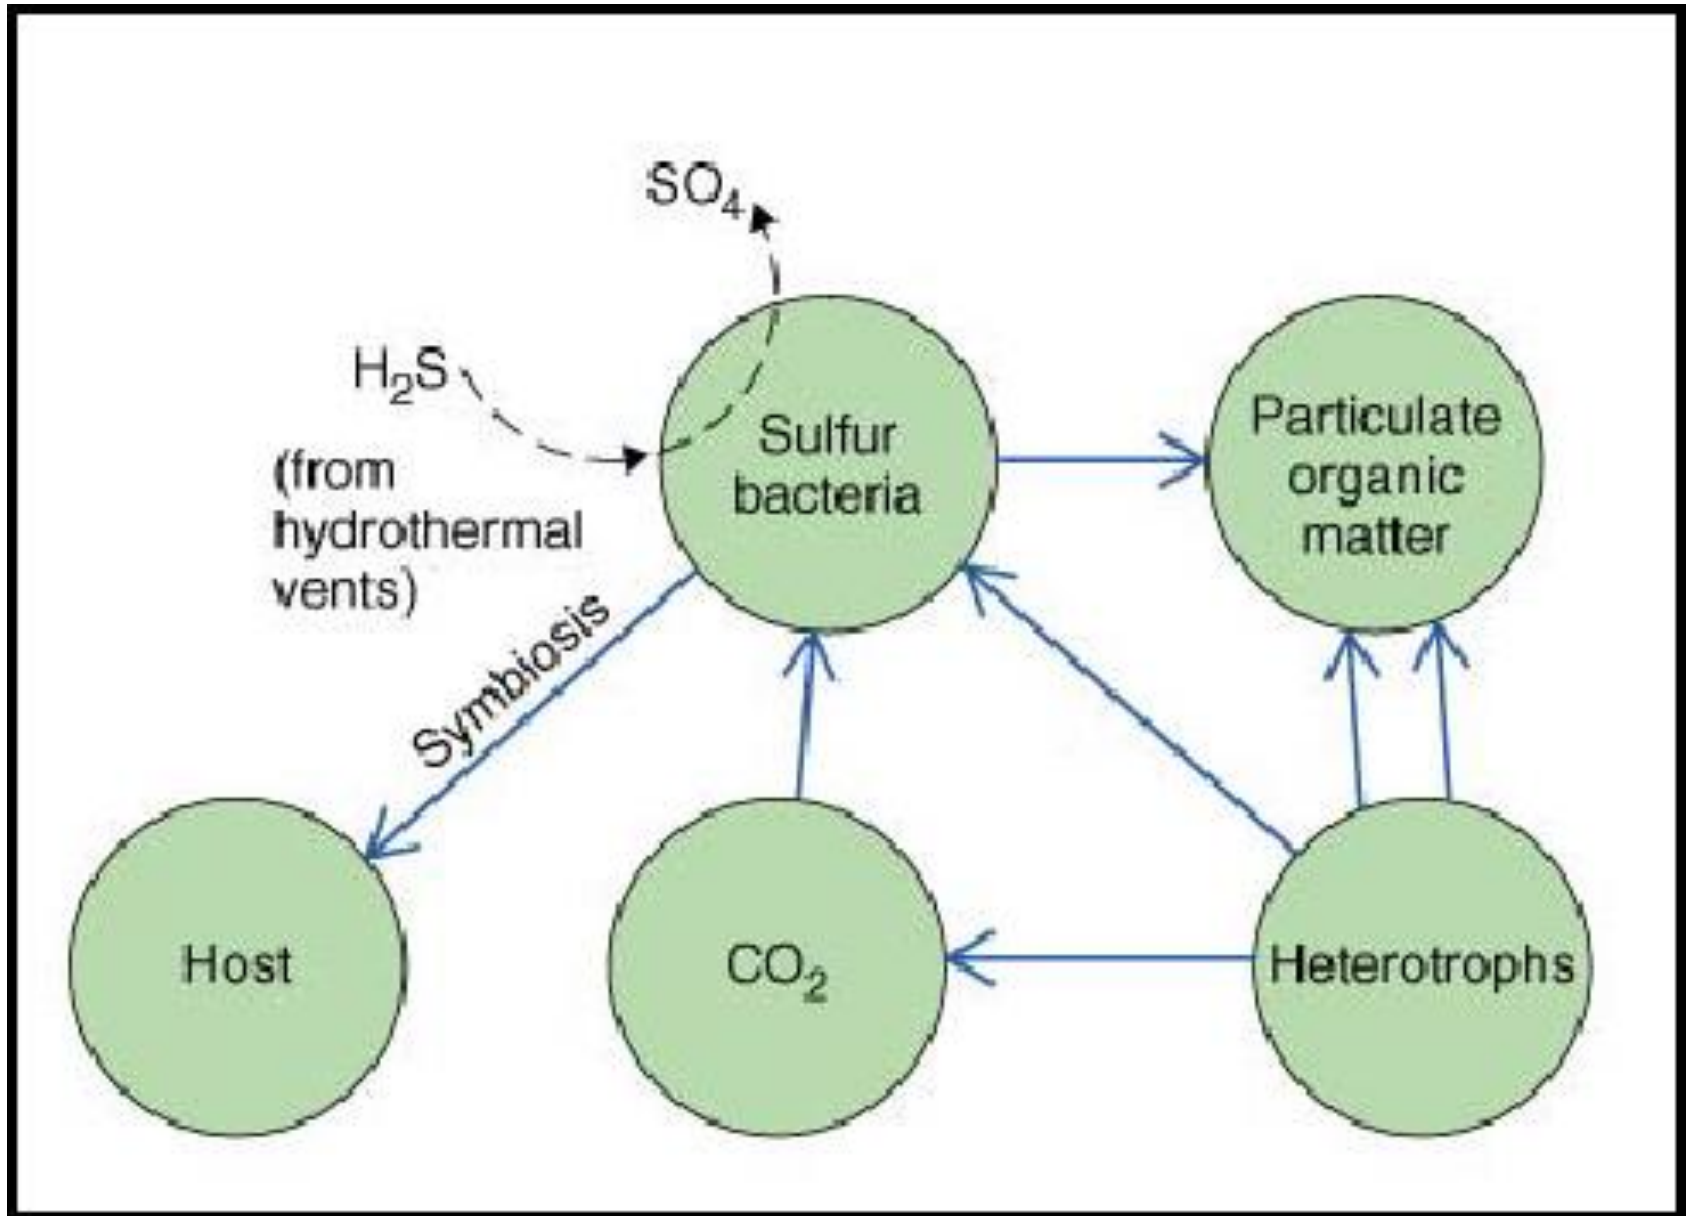 SO₄
H₂S
(from
hydrothermal
vents)
Sulfur
bacteria
Particulate
organic
matter
Symbiosis
Host
CO₂
Heterotrophs